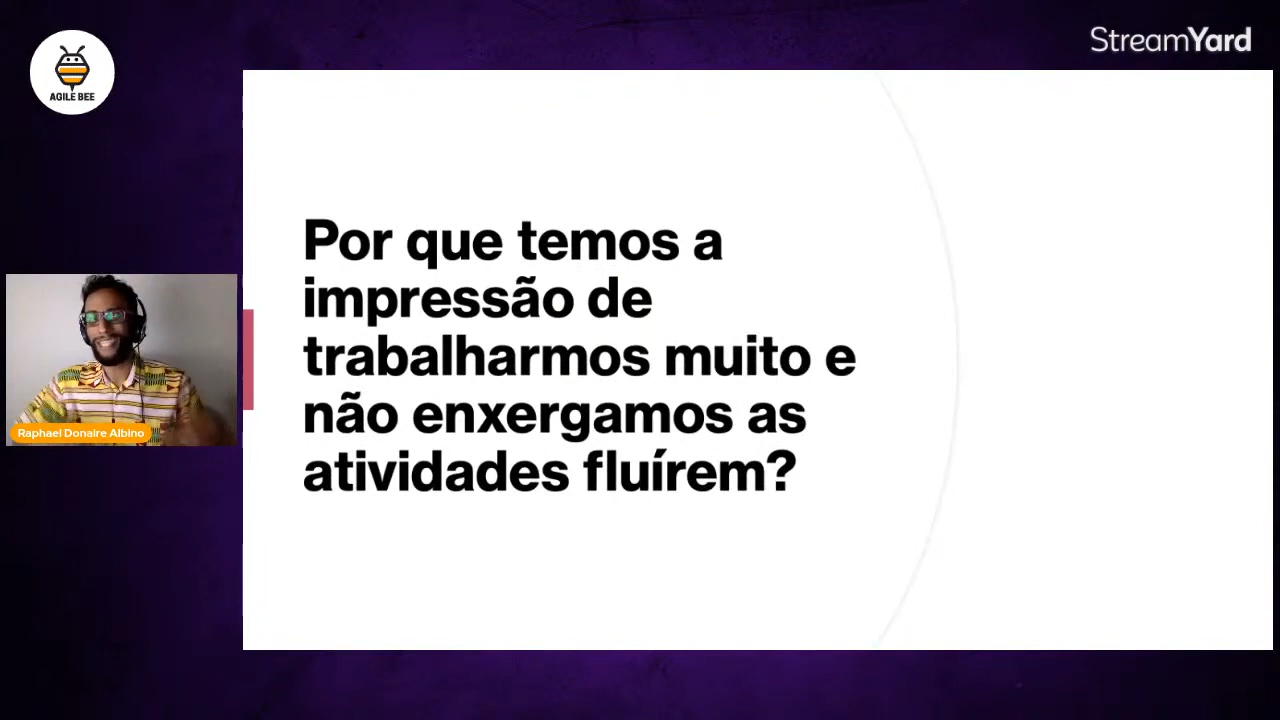 AGILE BEE
StreamYard
Por que temos a
impressão de
trabalharmos muito e
não enxergamos as
atividades fluírem?
Raphael Donaire Albino